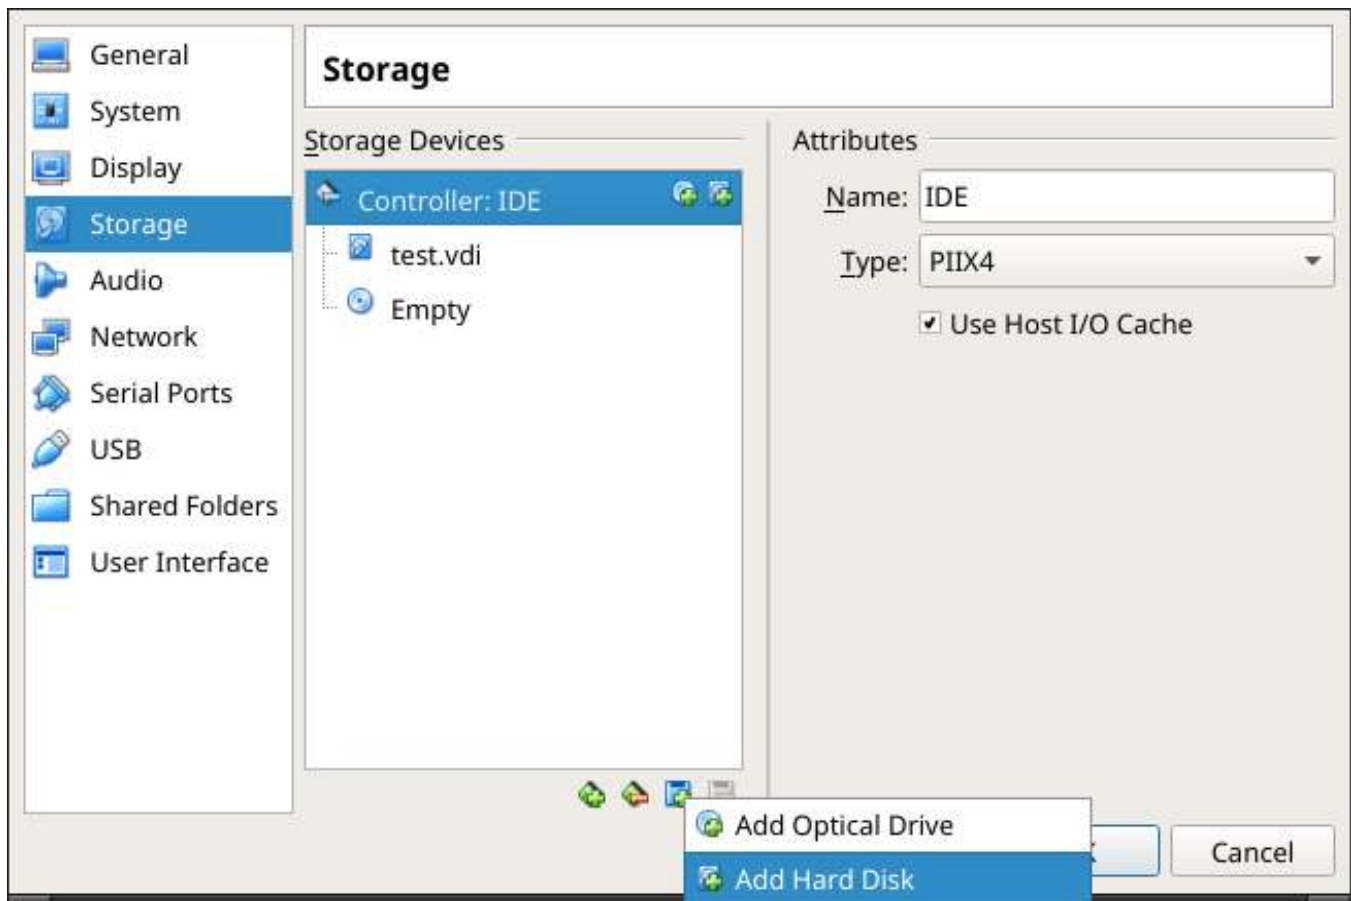 General
System
Display
Storage
Audio
Network
Serial Ports
USB
Shared Folders
User Interface
Storage
Storage Devices
Controller: IDE
test.vdi
Empty
Attributes
Name: IDE
Type: PIIX4
Use Host I/O Cache
Add Optical Drive
Add Hard Disk
Cancel